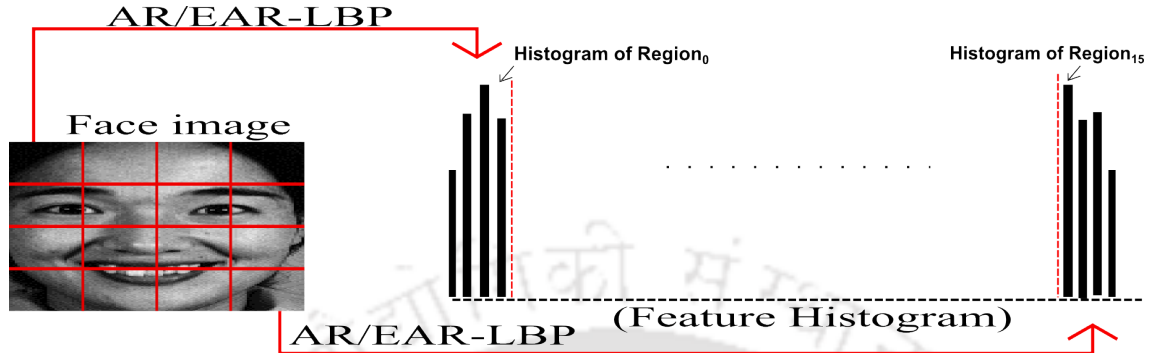 AR/EAR-LBP
Histogram of Region₀
Histogram of Region₁₅
Face image
(Feature Histogram)
AR/EAR-LBP